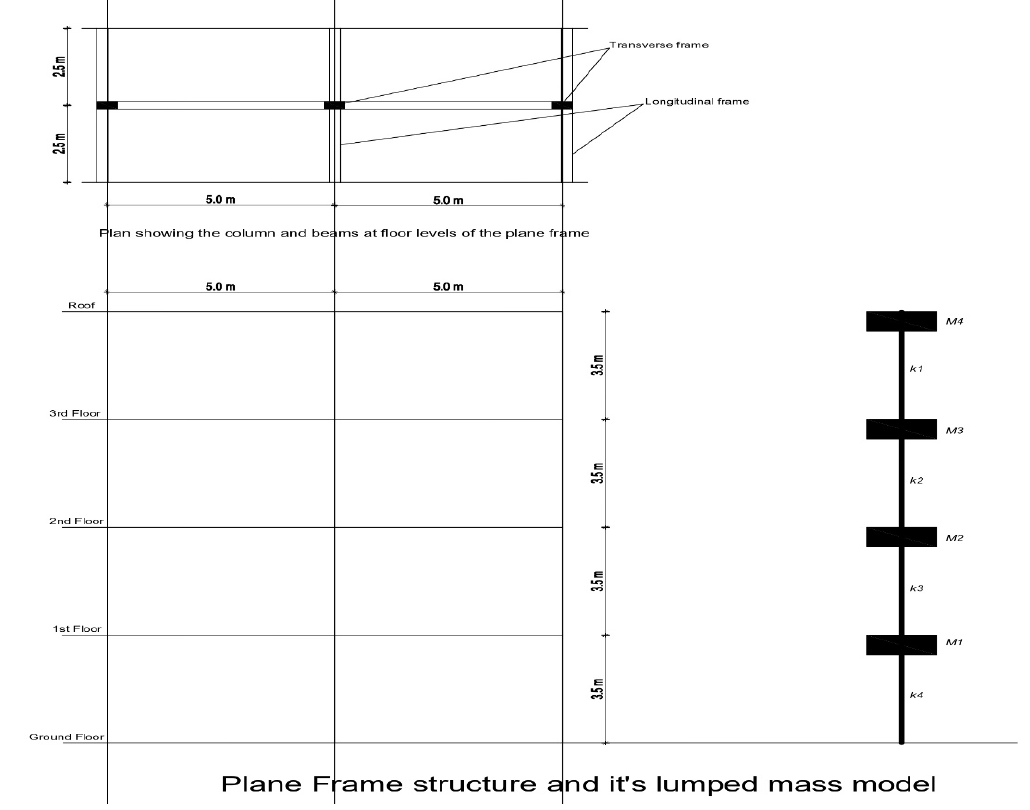 Transverse frame
2.5 m
Longitudinal frame
2.5 m
5.0 m
5.0 m
Plan showing the column and beams at floor levels of the plane frame
5.0 m
5.0 m
Roof
M4
3.5 m
k1
3rd Floor
M3
3.5 m
k2
2nd Floor
M2
3.5 m
k3
1st Floor
M1
3.5 m
k4
Ground Floor
Plane Frame structure and it's lumped mass model